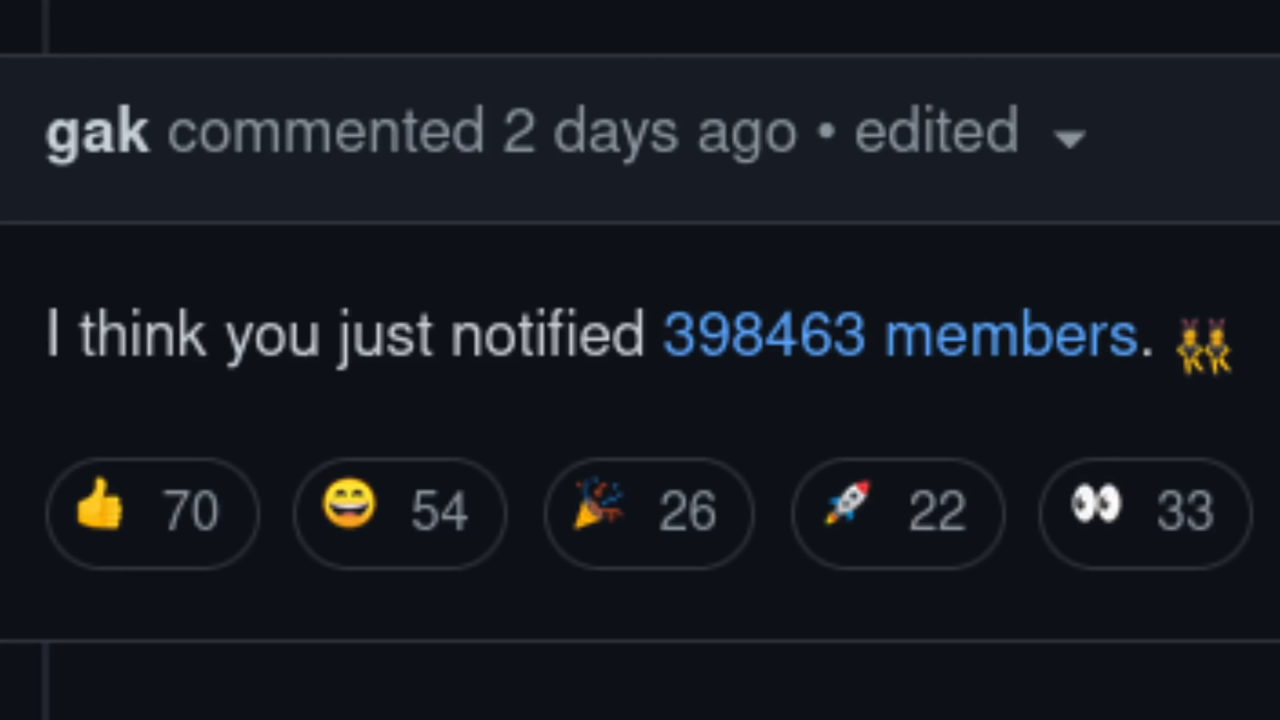 gak commented 2 days ago • edited
I think you just notified 398463 members. 👯
👍 70 😄 54 🎉 26 🚀 22 👀 33